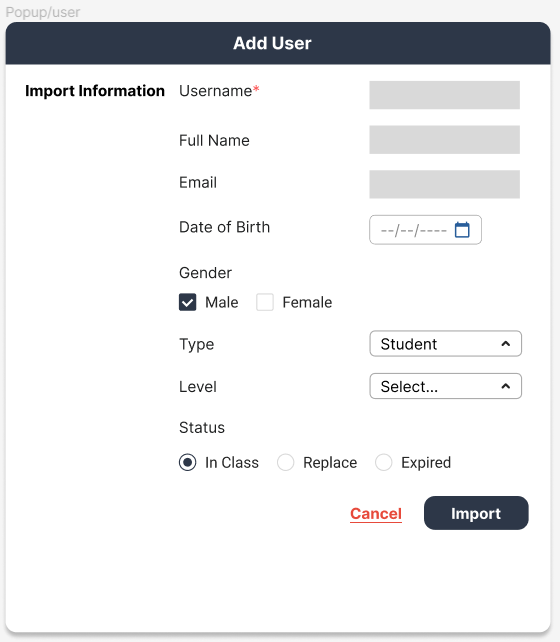 Popup/user
Add User
Import Information Username*
Full Name
Email
Date of Birth --/--/----
Gender
Male Female
Type Student
Level Select...
Status
In Class Replace Expired
Cancel Import